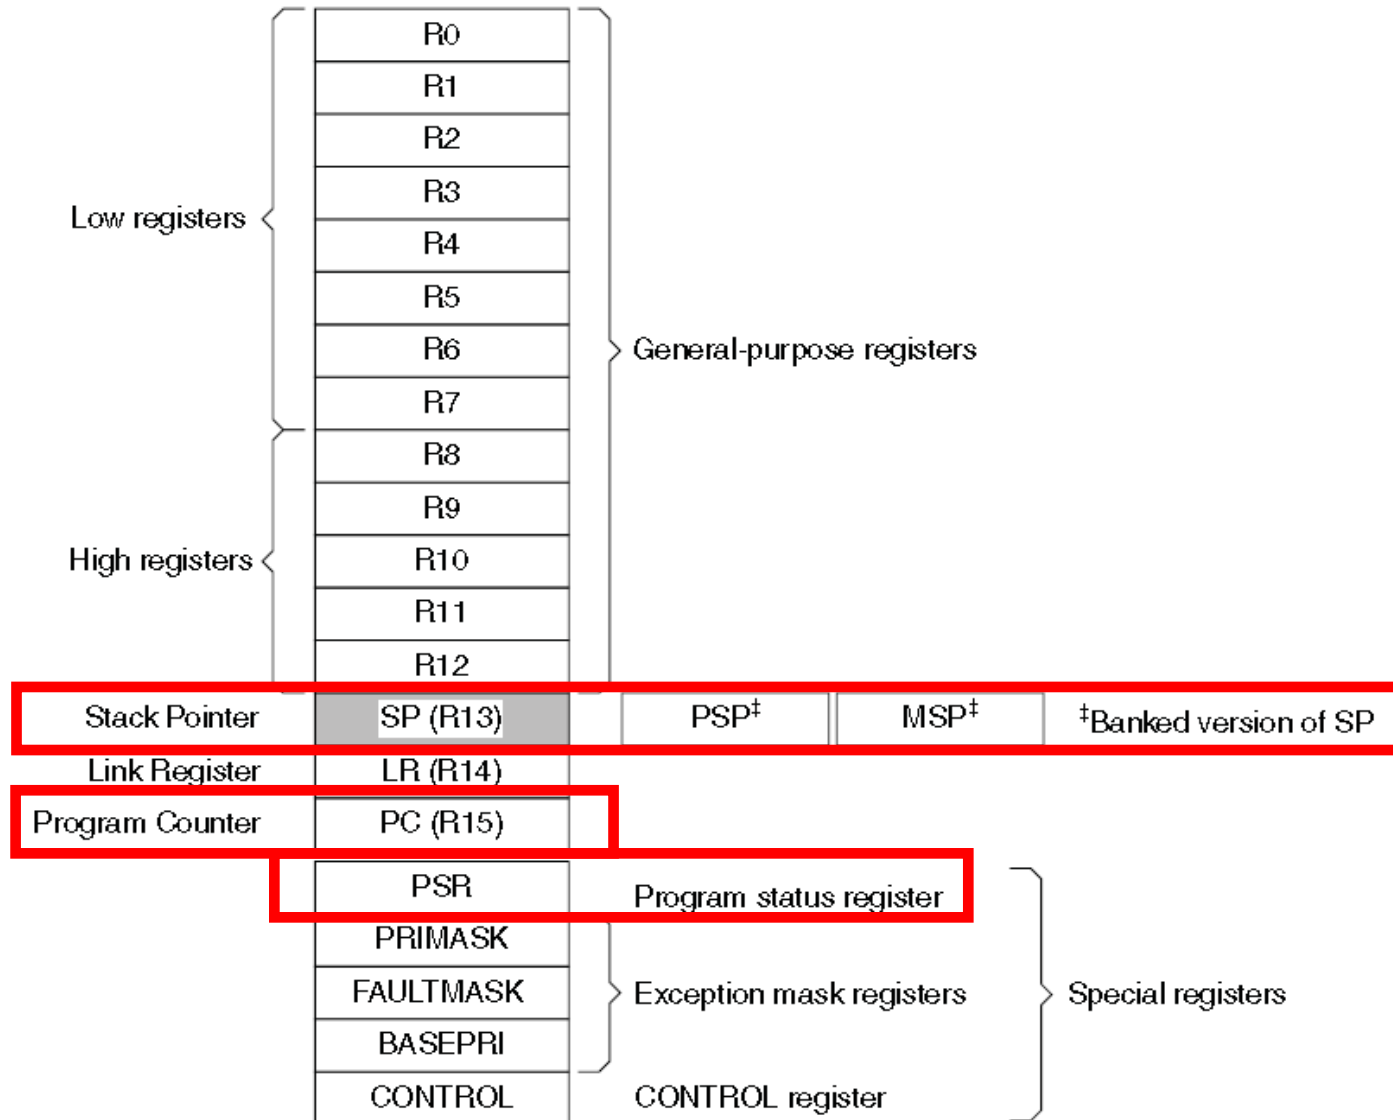 R0
R1
R2
R3
Low registers
R4
R5
R6
General-purpose registers
R7
R8
R9
High registers
R10
R11
R12
Stack Pointer SP (R13) PSP‡ MSP‡ ‡Banked version of SP
Link Register LR (R14)
Program Counter PC (R15)
PSR Program status register
PRIMASK
FAULTMASK Exception mask registers Special registers
BASEPRI
CONTROL CONTROL register